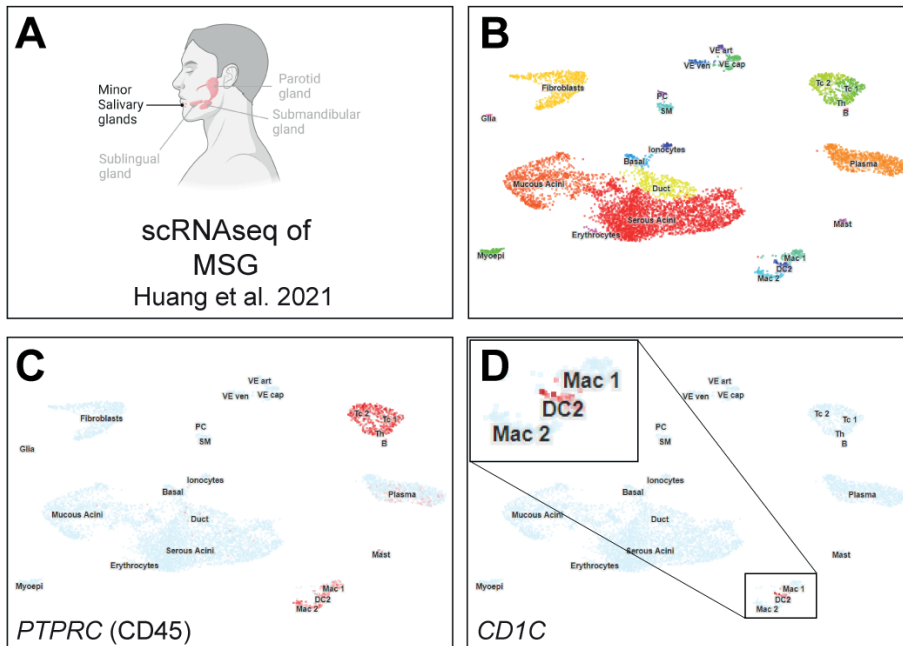 A
Minor
Salivary
glands
Parotid
gland
Submandibular
gland
Sublingual
gland
scRNAseq of
MSG
Huang et al. 2021
B
VE art
VE ven
VE cap
Fibroblasts
Tc 2
Tc 1
Th
B
PC
SM
Glia
Ionocytes
Basal
Plasma
Mucous Acini
Duct
Serous Acini
Erythrocytes
Mast
Myoepi
Mac 1
DC2
Mac 2
C
VE art
VE ven
VE cap
Fibroblasts
Tc 2
Tc 1
Th
B
PC
SM
Glia
Ionocytes
Basal
Plasma
Mucous Acini
Duct
Serous Acini
Erythrocytes
Mast
Myoepi
Mac 1
DC2
Mac 2
PTPRC (CD45)
D
Mac 1
DC2
Mac 2
VE art
VE ven
VE cap
Tc 2
Tc 1
Th
B
PC
SM
Glia
Ionocytes
Basal
Plasma
Mucous Acini
Duct
Serous Acini
Erythrocytes
Mast
Myoepi
Mac 1
DC2
Mac 2
CD1C